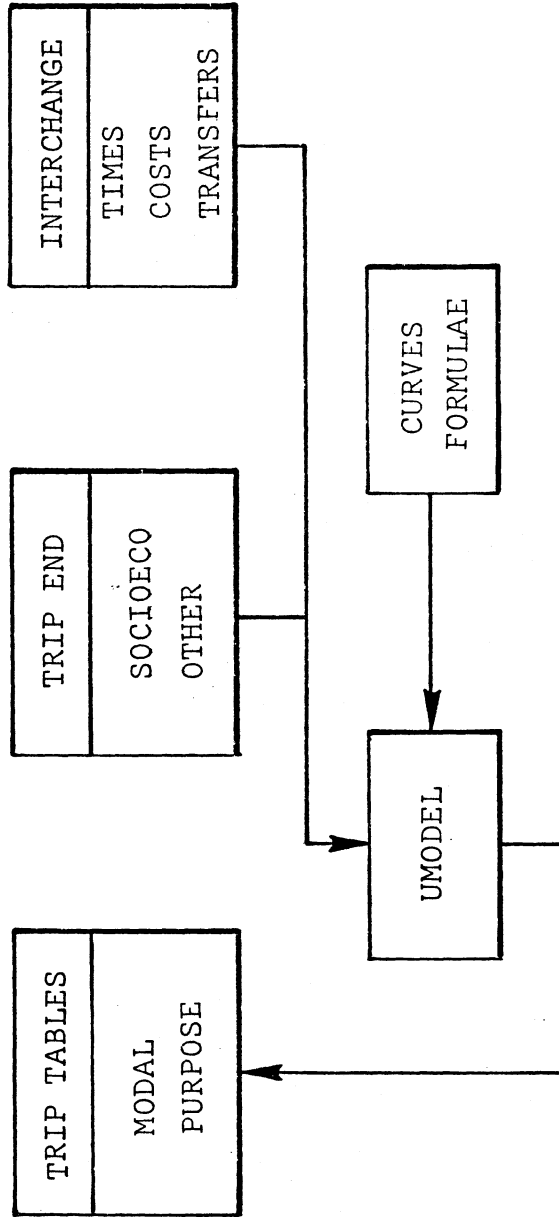 TRIP TABLES
MODAL
PURPOSE
TRIP END
SOCIOECO
OTHER
INTERCHANGE
TIMES
COSTS
TRANSFERS
UMODEL
CURVES
FORMULAE